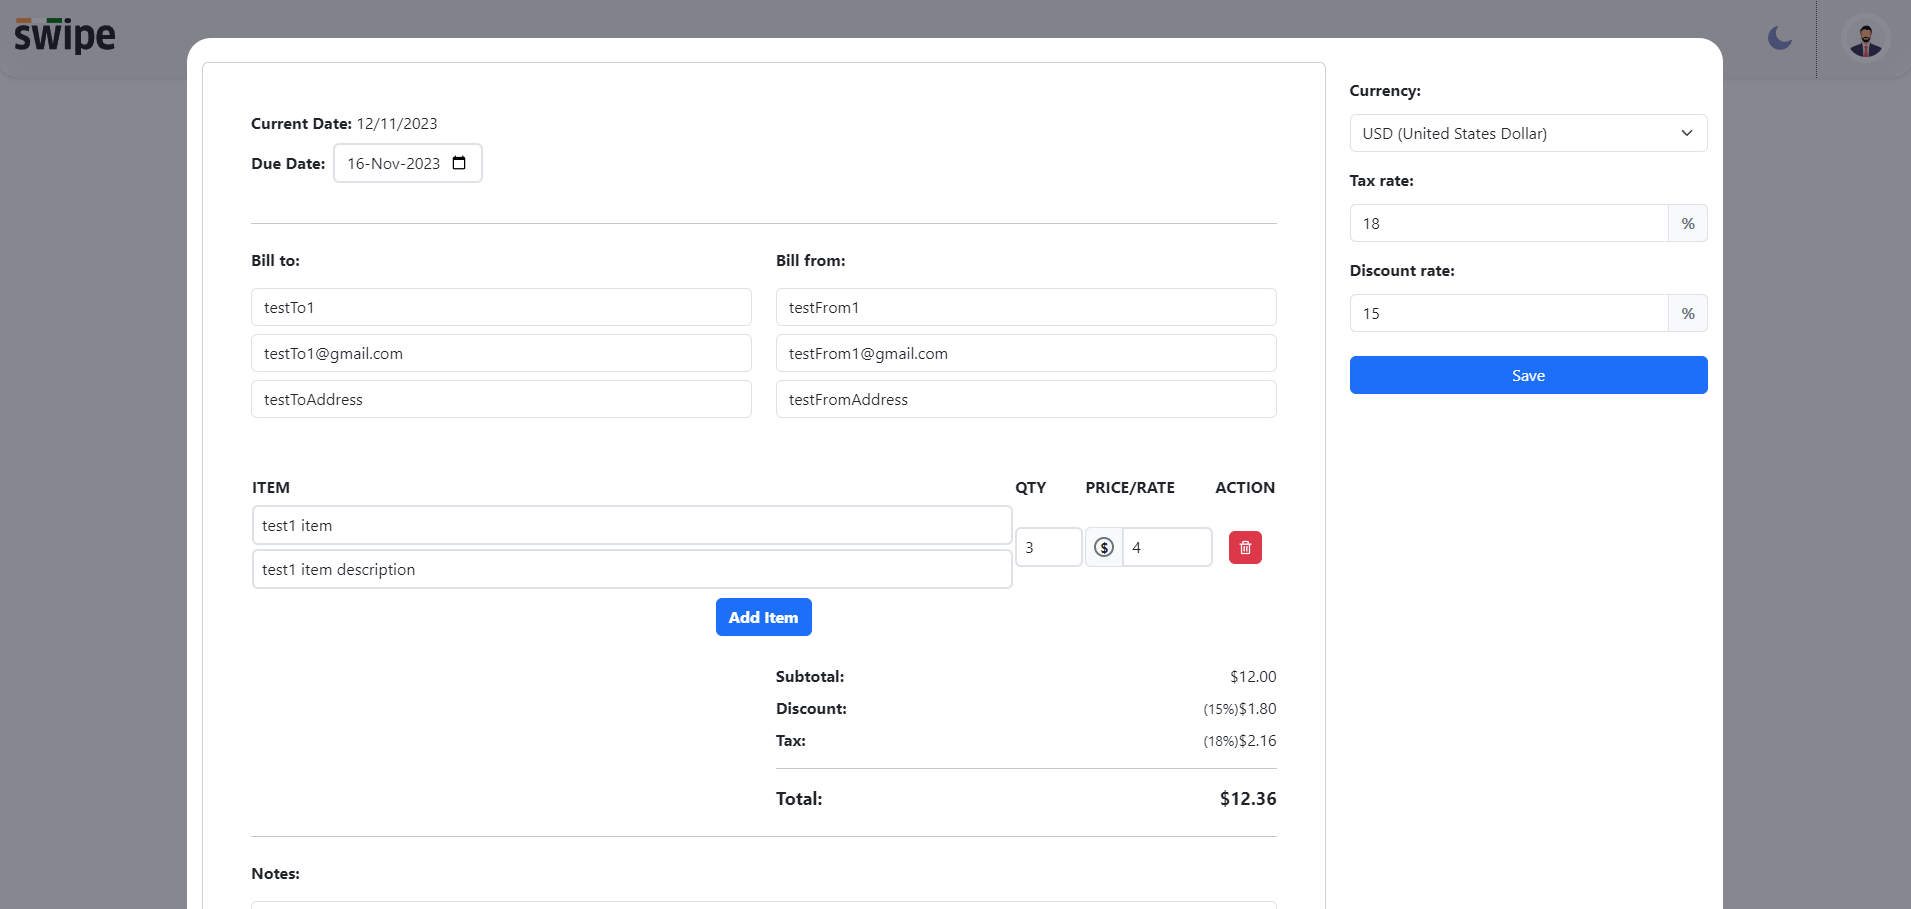 swipe
Current Date: 12/11/2023
Due Date: 16-Nov-2023
Bill to:
Bill from:
testTo1
testFrom1
testTo1@gmail.com
testFrom1@gmail.com
testToAddress
testFromAddress
ITEM QTY PRICE/RATE ACTION
test1 item
3 $ 4
test1 item description
Add Item
Subtotal: $12.00
Discount: (15%)$1.80
Tax: (18%)$2.16
Total: $12.36
Notes:
Currency:
USD (United States Dollar)
Tax rate:
18 %
Discount rate:
15 %
Save